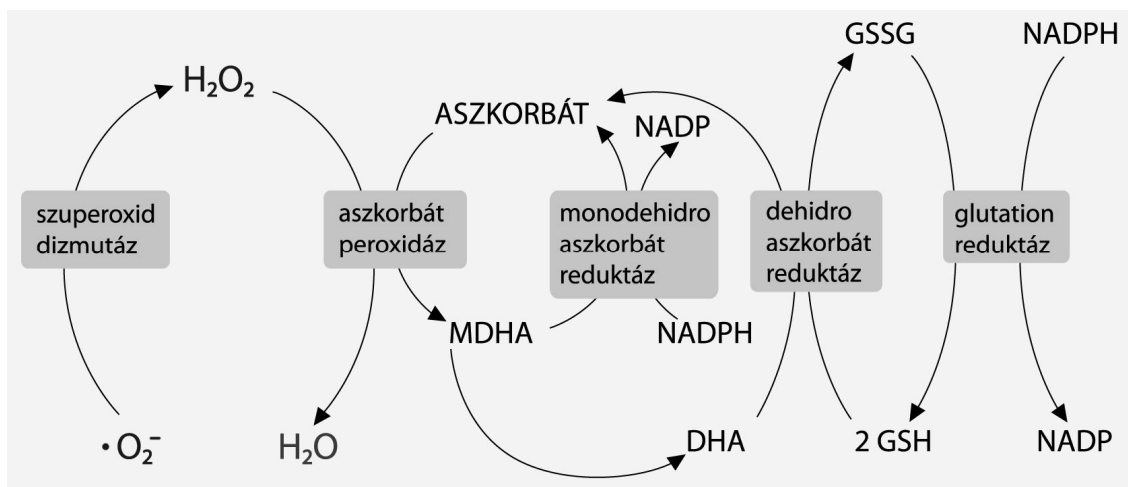 GSSG
NADPH
H₂O₂
ASZKORBÁT
NADP
szuperoxid
dizmutáz
aszkorbát
peroxidáz
monodehidro
aszkorbát
reduktáz
dehidro
aszkorbát
reduktáz
glutation
reduktáz
MDHA
NADPH
·O₂⁻
H₂O
DHA
2 GSH
NADP